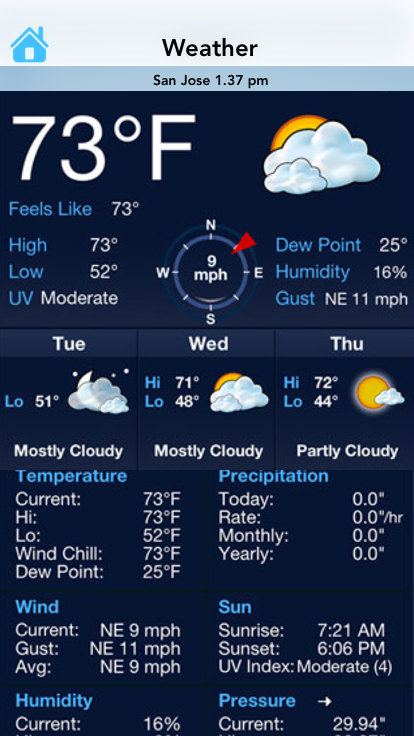 Weather
San Jose 1.37 pm
73°F
Feels Like 73°
High 73°
Low 52°
UV Moderate
N
W E
S
9
mph
Dew Point 25°
Humidity 16%
Gust NE 11 mph
Tue Wed Thu
Lo 51°
Hi 71°
Lo 48°
Hi 72°
Lo 44°
Mostly Cloudy Mostly Cloudy Partly Cloudy
Temperature
Current: 73°F
Hi: 73°F
Lo: 52°F
Wind Chill: 73°F
Dew Point: 25°F
Precipitation
Today: 0.0"
Rate: 0.0"/hr
Monthly: 0.0"
Yearly: 0.0"
Wind
Current: NE 9 mph
Gust: NE 11 mph
Avg: NE 9 mph
Sun
Sunrise: 7:21 AM
Sunset: 6:06 PM
UV Index: Moderate (4)
Humidity
Current: 16%
Pressure →
Current: 29.94"